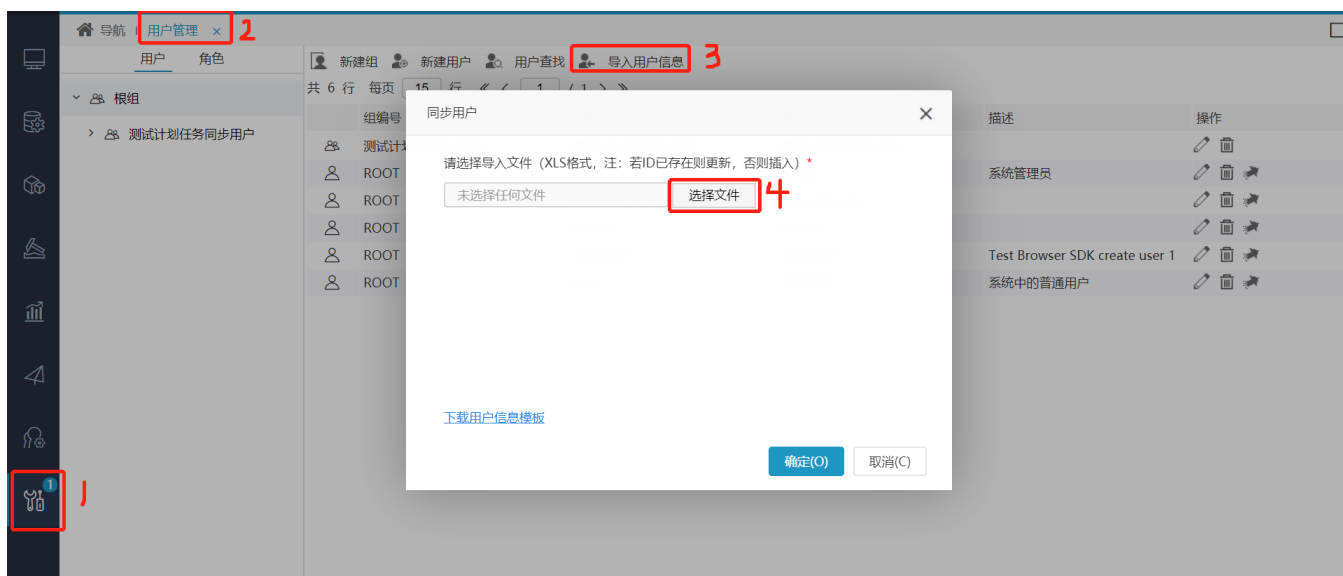 导航 用户管理 × 2
用户 角色
新建组 新建用户 用户查找 导入用户信息 3
共 6 行 每页 15 行 《 〈 1 / 1 〉 》
根组
测试计划任务同步用户
组编号 描述 操作
测试计
ROOT 系统管理员
ROOT
ROOT
ROOT Test Browser SDK create user 1
ROOT 系统中的普通用户
同步用户
请选择导入文件（XLS格式，注：若ID已存在则更新，否则插入）*
未选择任何文件 选择文件 4
下载用户信息模板
确定(O) 取消(C)
1
1